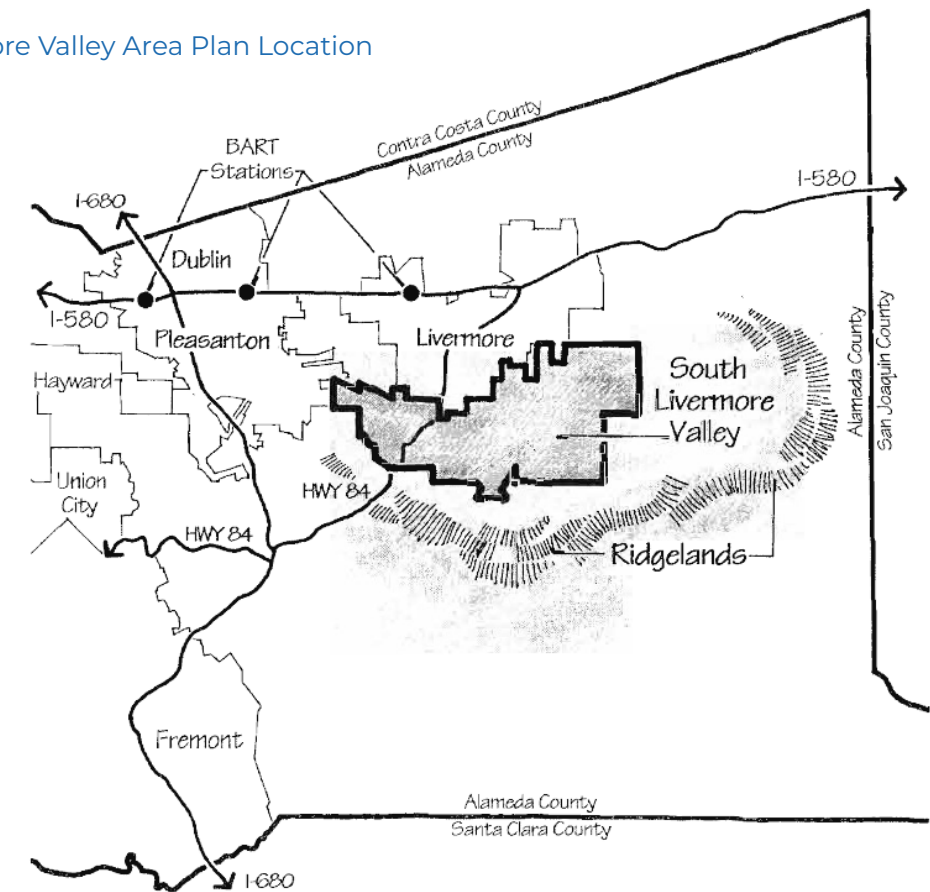 ore Valley Area Plan Location
Contra Costa County
Alameda County
BART
Stations
I-680
I-580
Dublin
I-580
Pleasanton
Livermore
Hayward
South
Livermore
Valley
Alameda County
San Joaquin County
Union
City
HWY 84
HWY 84
Ridgelands
Fremont
Alameda County
Santa Clara County
I-680